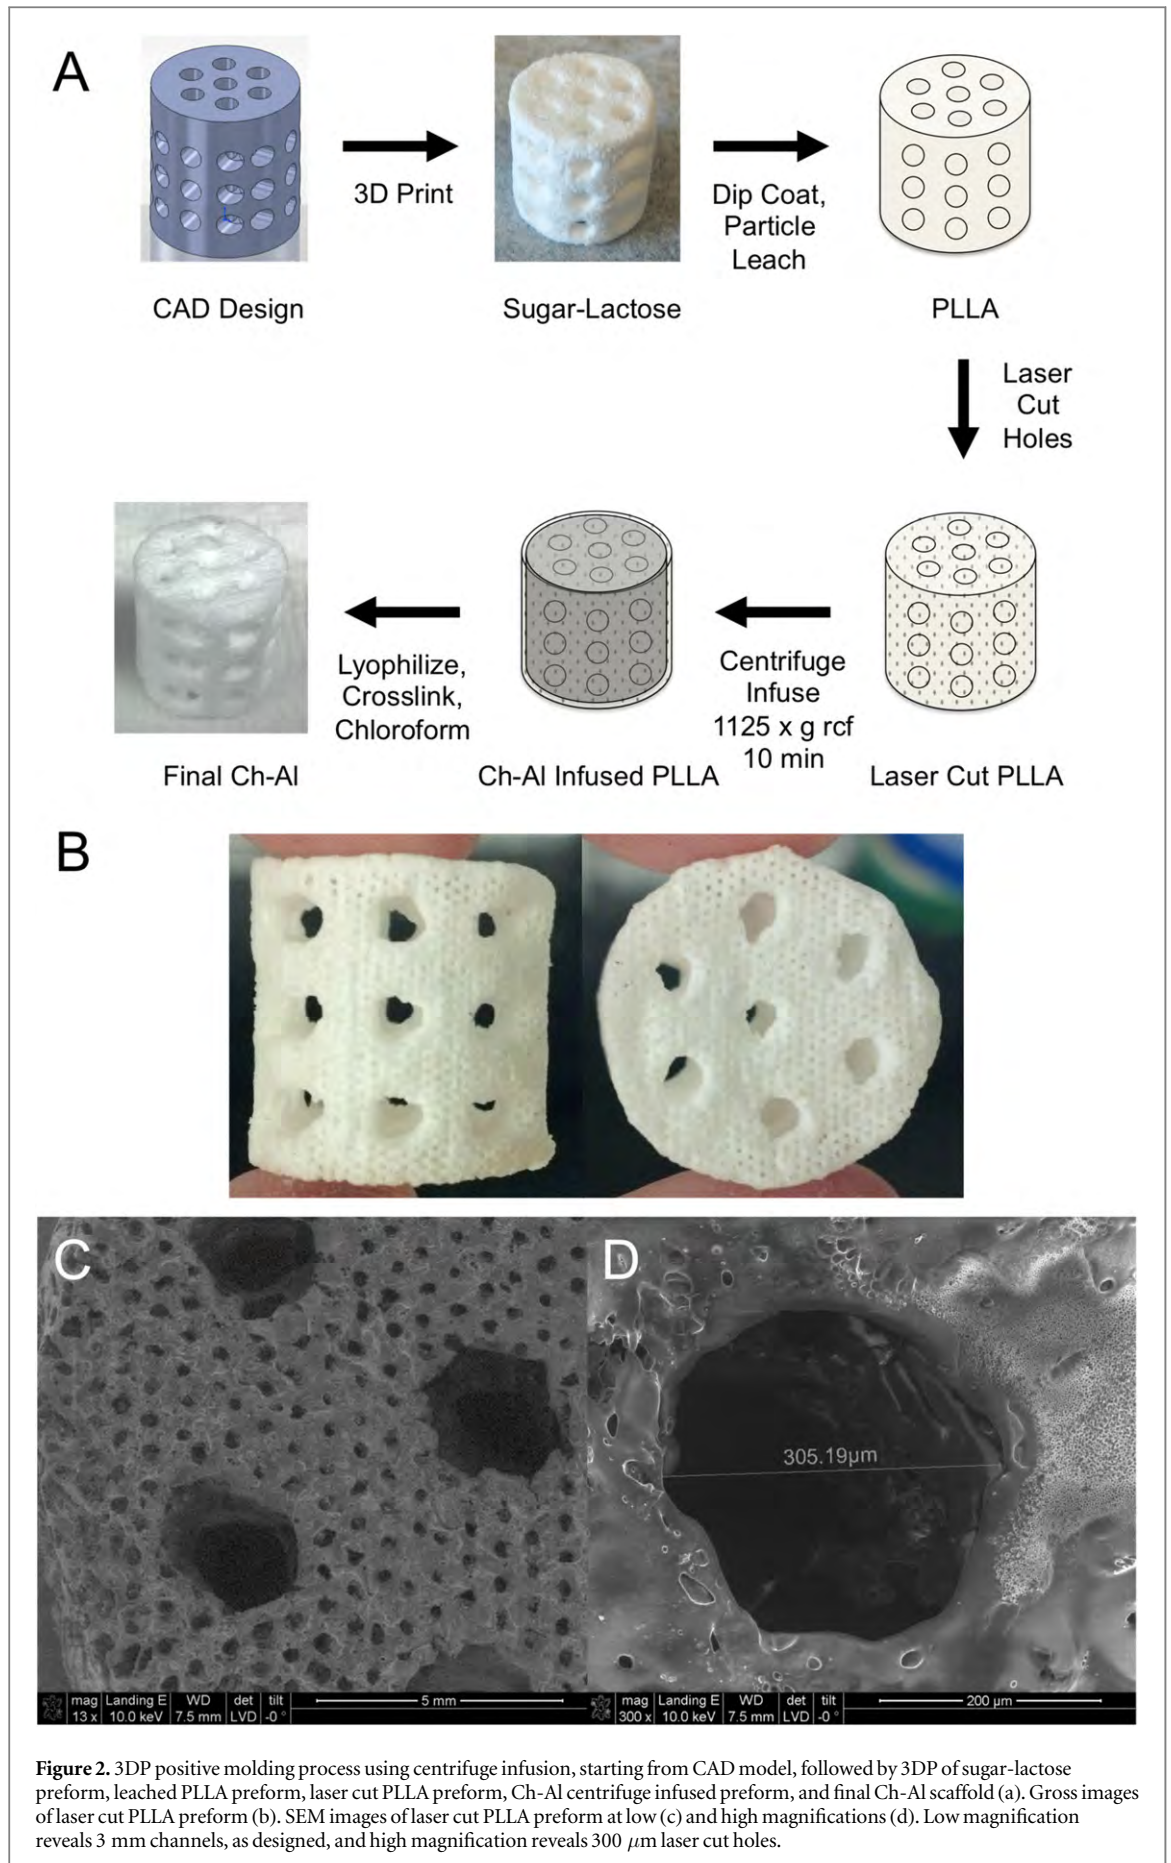 A
3D Print
Dip Coat,
Particle
Leach
CAD Design
Sugar-Lactose
PLLA
Laser
Cut
Holes
Lyophilize,
Crosslink,
Chloroform
Centrifuge
Infuse
1125 x g rcf
10 min
Final Ch-Al
Ch-Al Infused PLLA
Laser Cut PLLA
B
C
D
305.19µm
mag Landing E WD det tilt
13 x 10.0 keV 7.5 mm LVD -0 °
5 mm
mag Landing E WD det tilt
300 x 10.0 keV 7.5 mm LVD -0 °
200 µm
Figure 2. 3DP positive molding process using centrifuge infusion, starting from CAD model, followed by 3DP of sugar-lactose
preform, leached PLLA preform, laser cut PLLA preform, Ch-Al centrifuge infused preform, and final Ch-Al scaffold (a). Gross images
of laser cut PLLA preform (b). SEM images of laser cut PLLA preform at low (c) and high magnifications (d). Low magnification
reveals 3 mm channels, as designed, and high magnification reveals 300 µm laser cut holes.